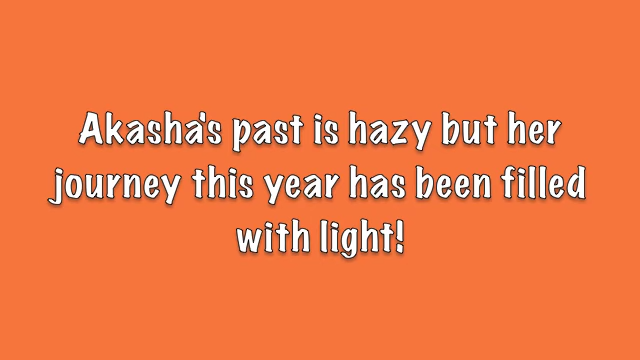 Akasha's past is hazy but her
journey this year has been filled
with light!